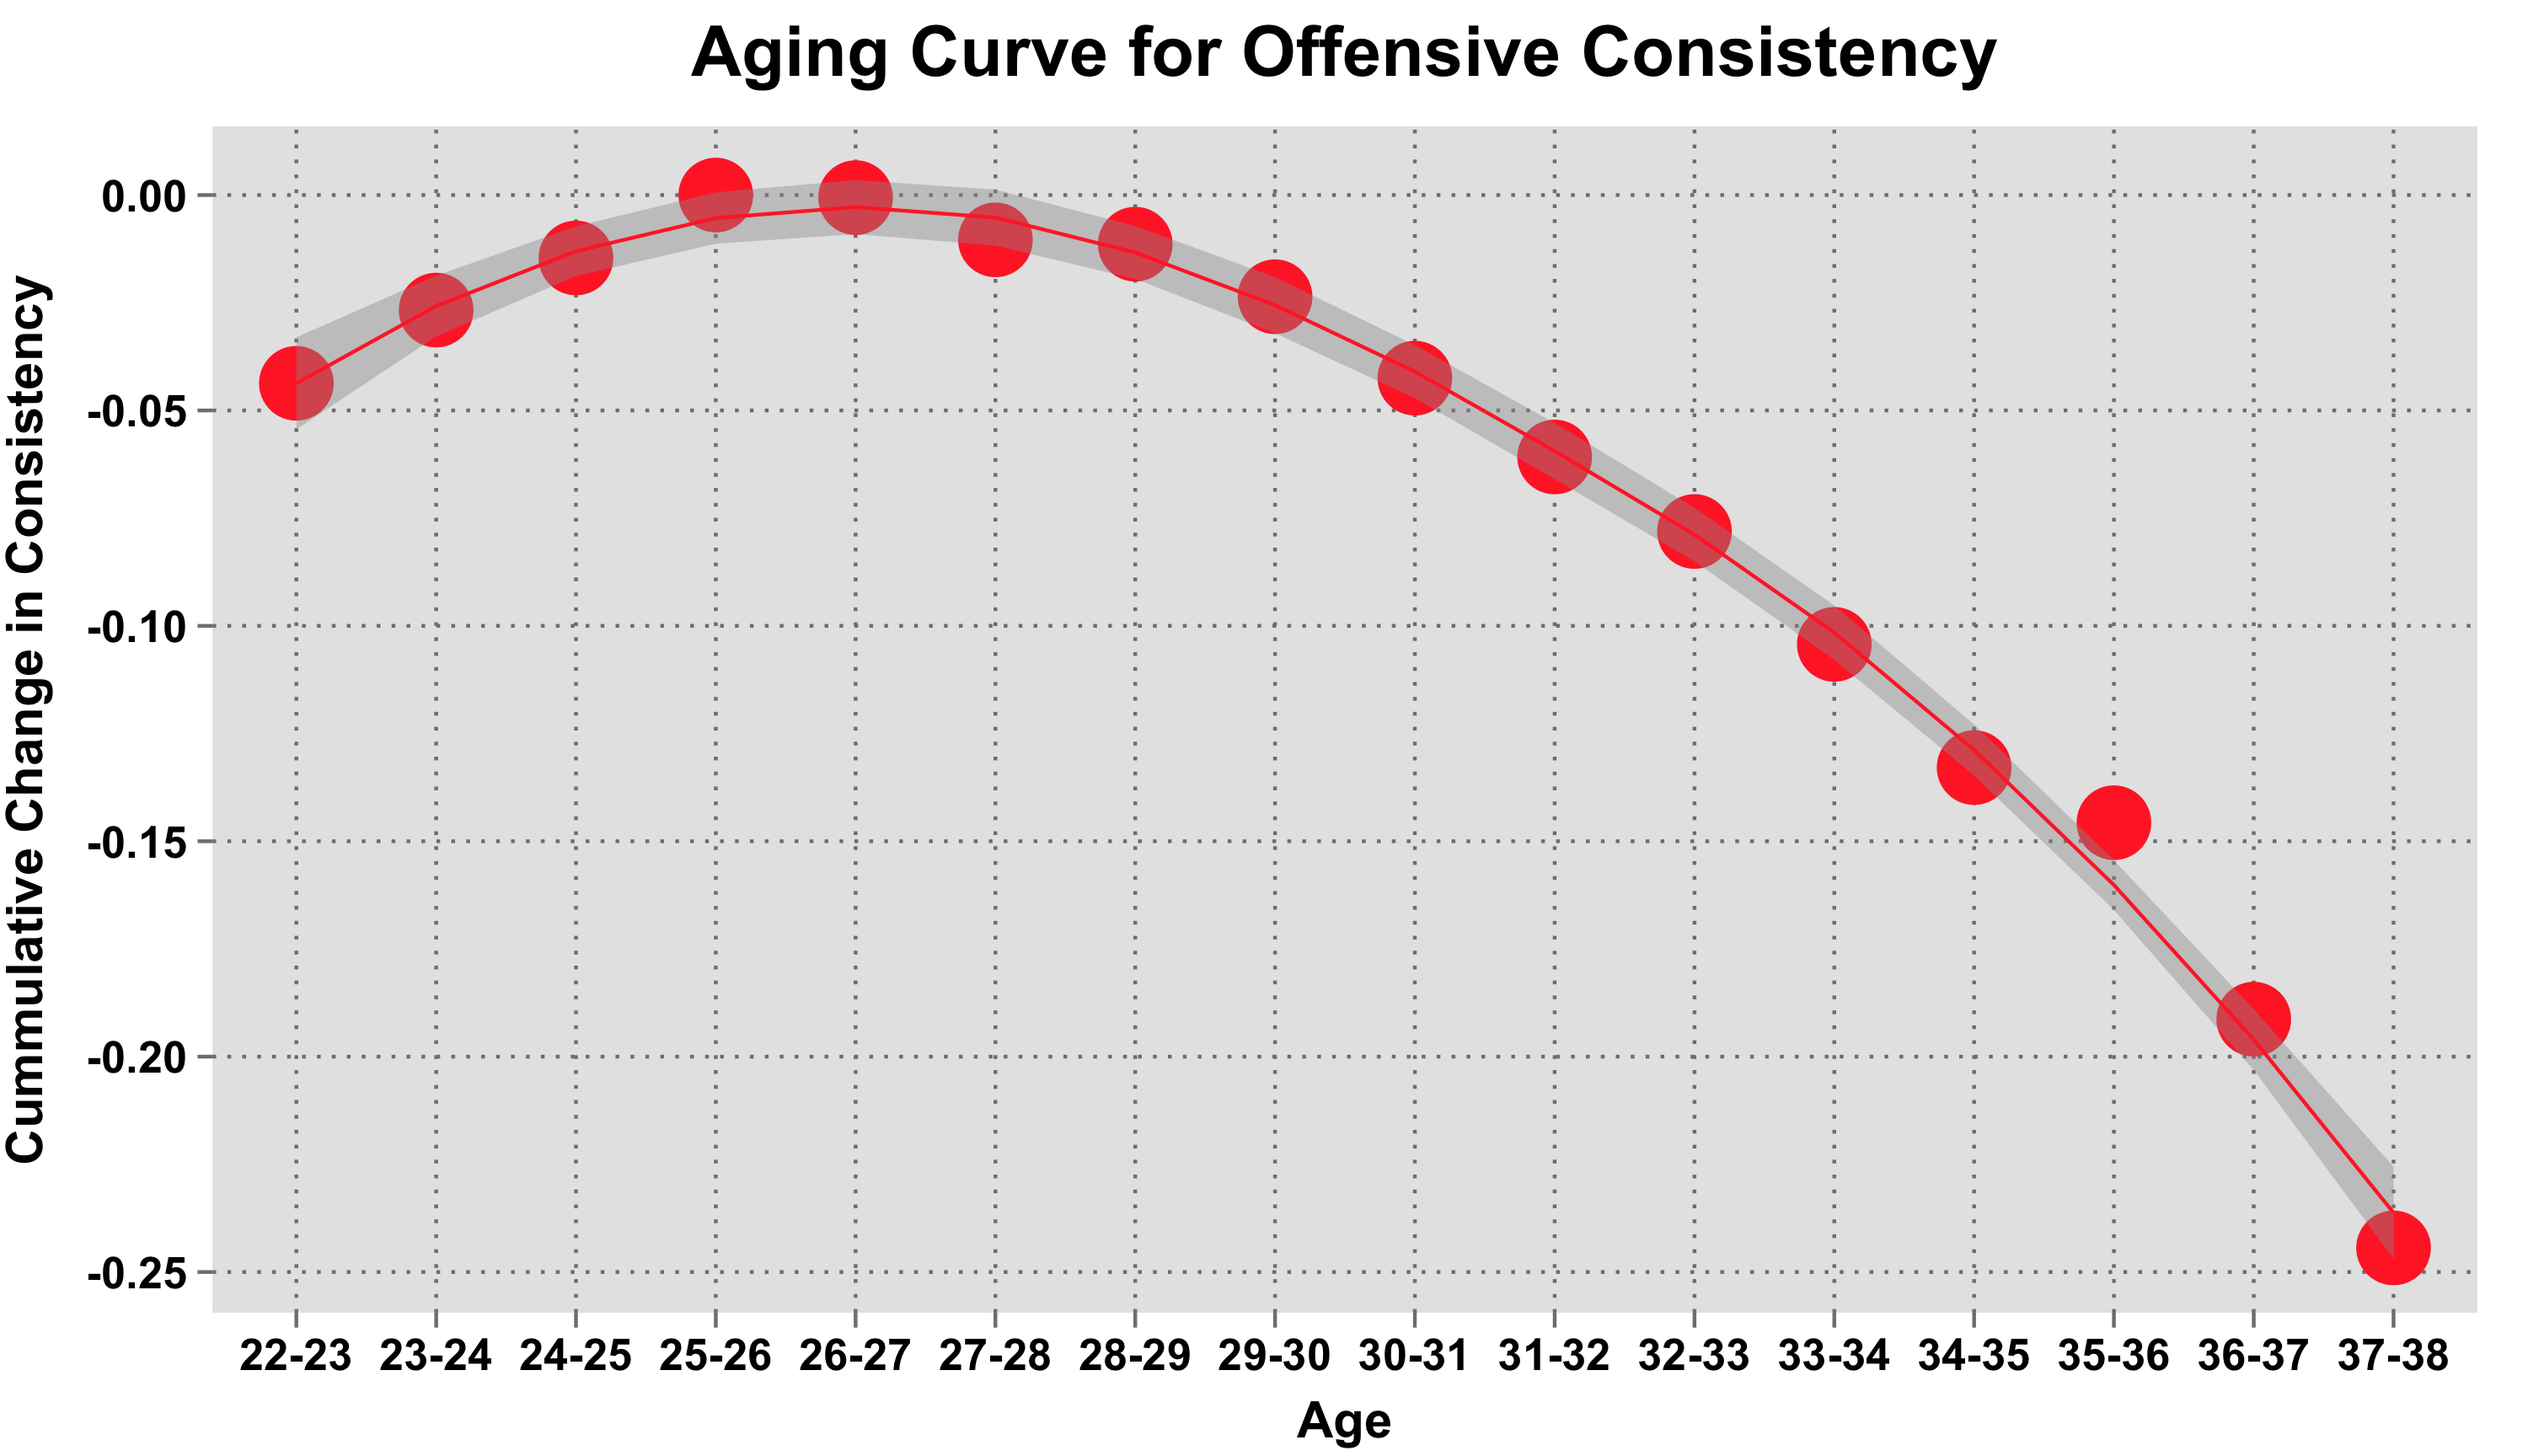 Aging Curve for Offensive Consistency
Cummulative Change in Consistency
0.00
-0.05
-0.10
-0.15
-0.20
-0.25
22-23 23-24 24-25 25-26 26-27 27-28 28-29 29-30 30-31 31-32 32-33 33-34 34-35 35-36 36-37 37-38
Age